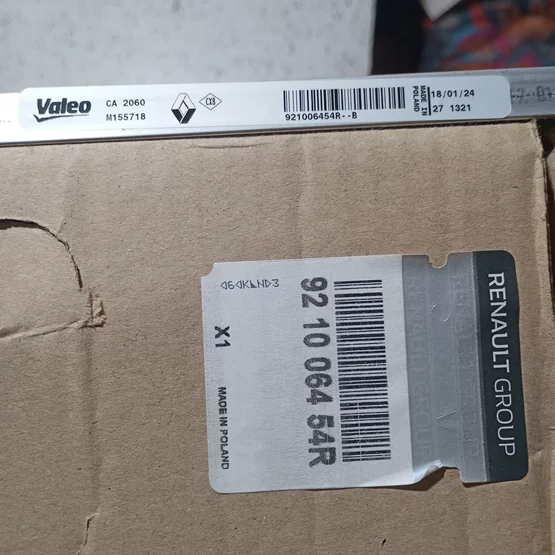 Valeo
CA 2060
M155718
CX8
921006454R--B
MADE IN
POLAND
18/01/24
27 1321
RENAULT GROUP
92 10 064 54R
X1
MADE IN POLAND